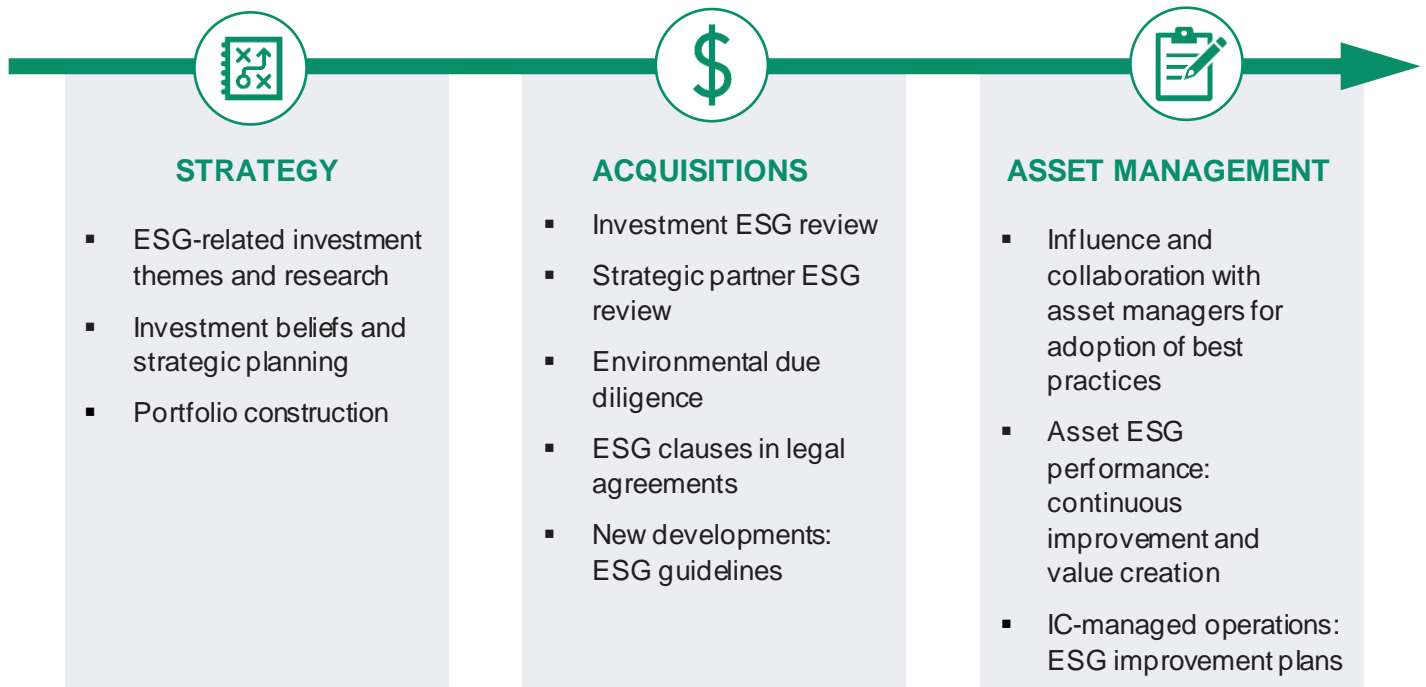 STRATEGY
▪ ESG-related investment
themes and research
▪ Investment beliefs and
strategic planning
▪ Portfolio construction
ACQUISITIONS
▪ Investment ESG review
▪ Strategic partner ESG
review
▪ Environmental due
diligence
▪ ESG clauses in legal
agreements
▪ New developments:
ESG guidelines
ASSET MANAGEMENT
▪ Influence and
collaboration with
asset managers for
adoption of best
practices
▪ Asset ESG
performance:
continuous
improvement and
value creation
▪ IC-managed operations:
ESG improvement plans